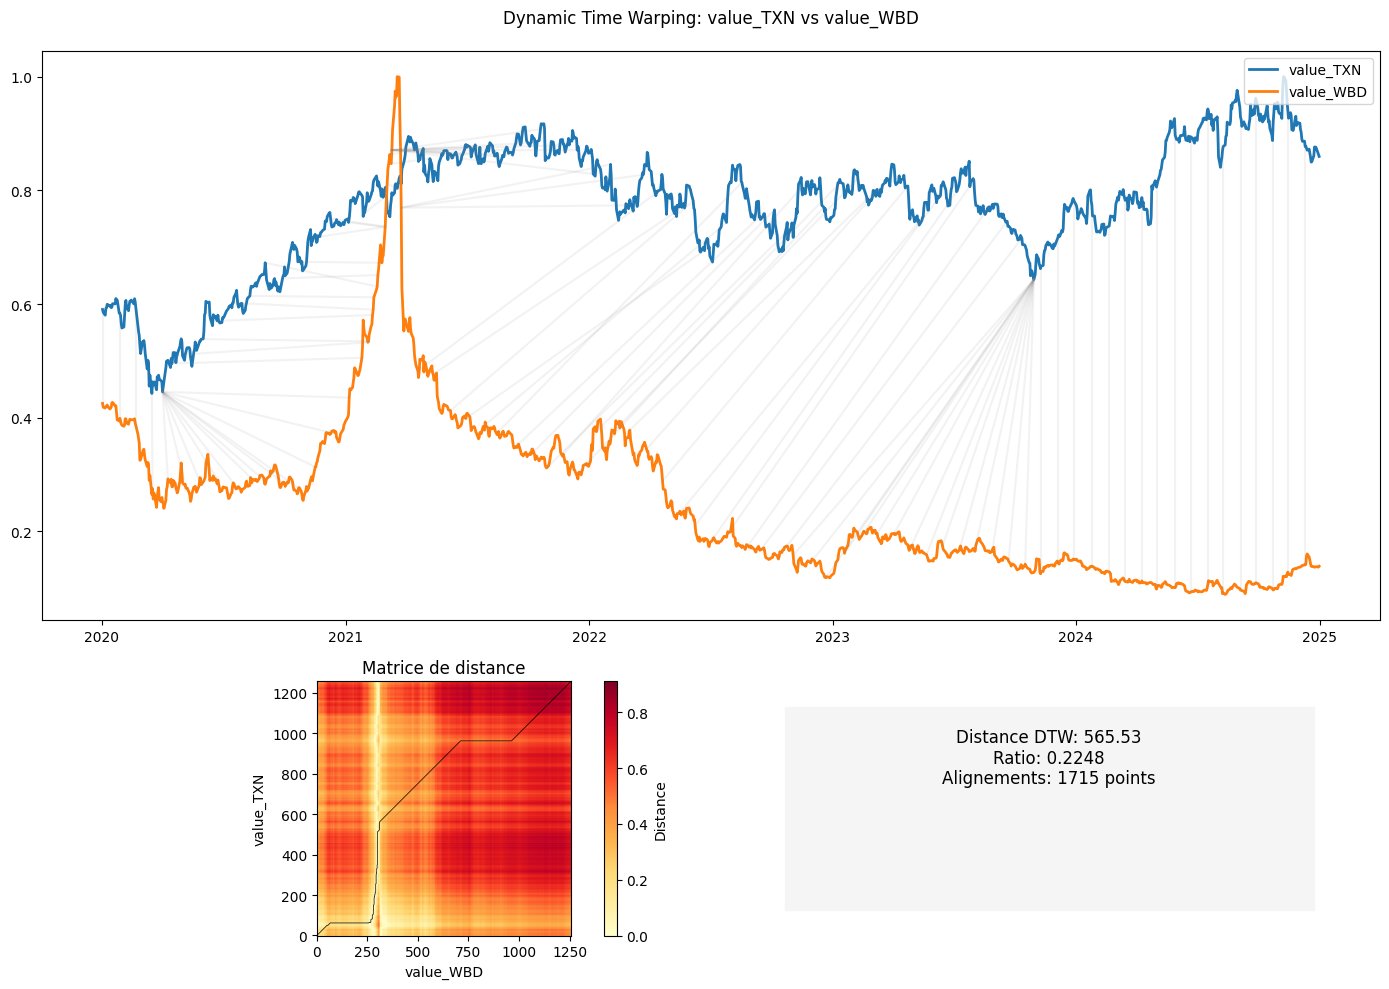 Dynamic Time Warping: value_TXN vs value_WBD
value_TXN
value_WBD
1.0
0.8
0.6
0.4
0.2
2020 2021 2022 2023 2024 2025
Matrice de distance
value_TXN
1200
1000
800
600
400
200
0
0 250 500 750 1000 1250
value_WBD
0.8
0.6
0.4
0.2
0.0
Distance
Distance DTW: 565.53
Ratio: 0.2248
Alignements: 1715 points